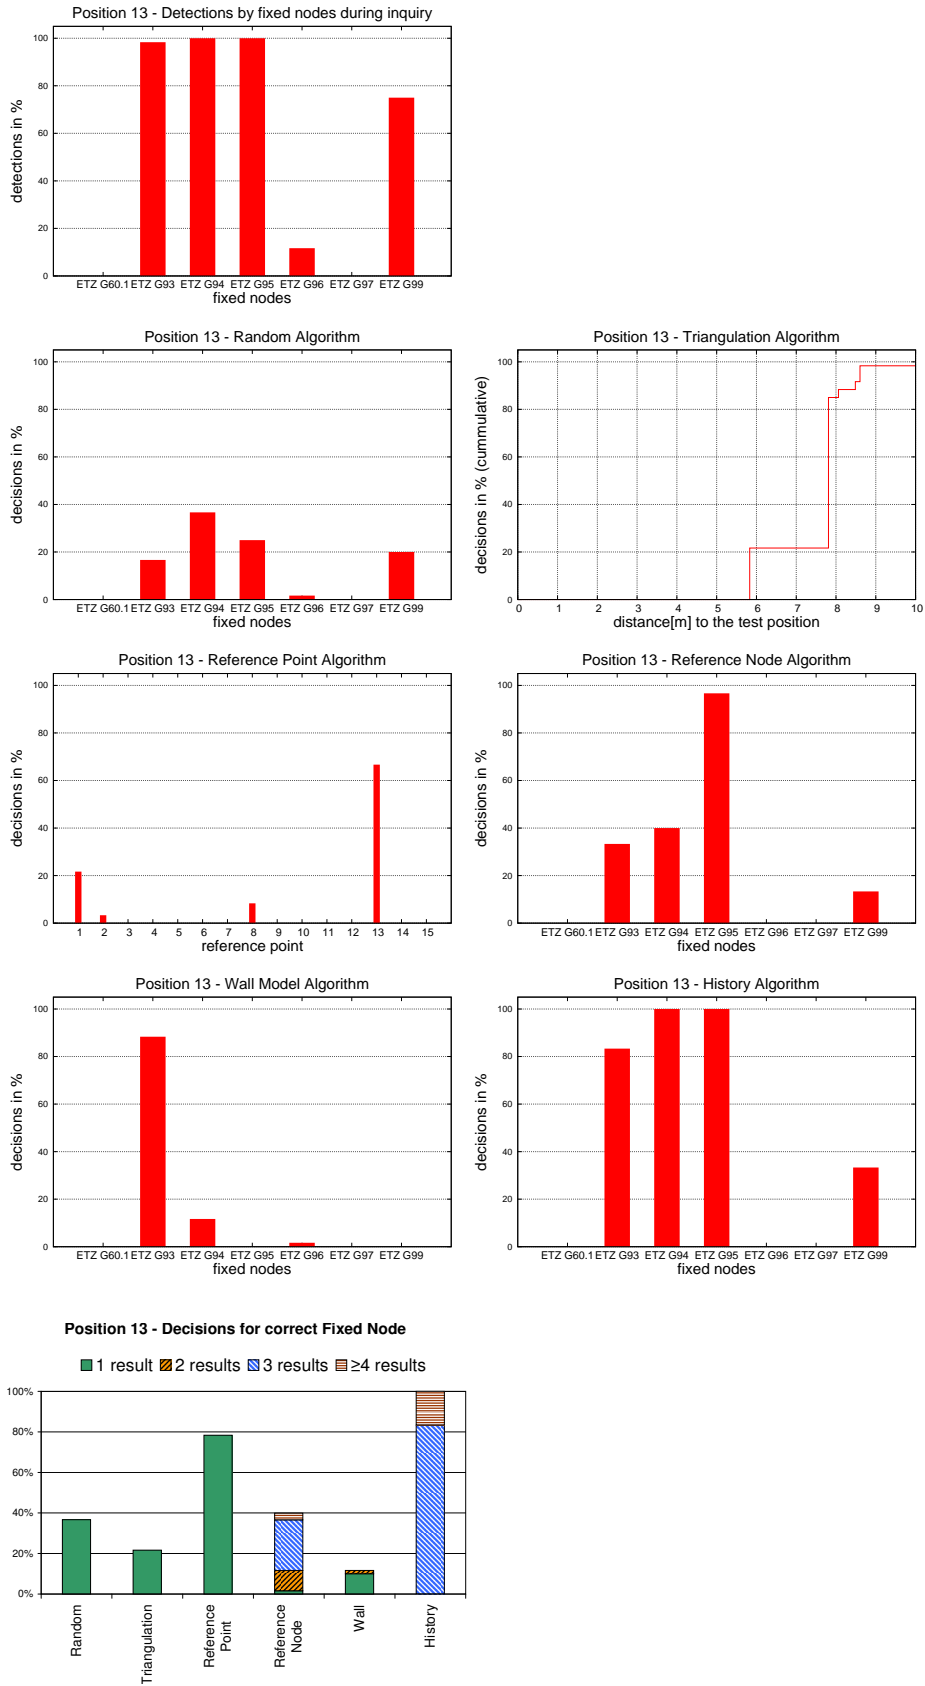 Position 13 - Detections by fixed nodes during inquiry
100
80
60
40
20
0
detections in %
ETZ G60.1 ETZ G93 ETZ G94 ETZ G95 ETZ G96 ETZ G97 ETZ G99
fixed nodes
Position 13 - Random Algorithm
100
80
60
40
20
0
decisions in %
ETZ G60.1 ETZ G93 ETZ G94 ETZ G95 ETZ G96 ETZ G97 ETZ G99
fixed nodes
Position 13 - Triangulation Algorithm
100
80
60
40
20
0
decisions in % (cummulative)
0 1 2 3 4 5 6 7 8 9 10
distance[m] to the test position
Position 13 - Reference Point Algorithm
100
80
60
40
20
0
decisions in %
1 2 3 4 5 6 7 8 9 10 11 12 13 14 15
reference point
Position 13 - Reference Node Algorithm
100
80
60
40
20
0
decisions in %
ETZ G60.1 ETZ G93 ETZ G94 ETZ G95 ETZ G96 ETZ G97 ETZ G99
fixed nodes
Position 13 - Wall Model Algorithm
100
80
60
40
20
0
decisions in %
ETZ G60.1 ETZ G93 ETZ G94 ETZ G95 ETZ G96 ETZ G97 ETZ G99
fixed nodes
Position 13 - History Algorithm
100
80
60
40
20
0
decisions in %
ETZ G60.1 ETZ G93 ETZ G94 ETZ G95 ETZ G96 ETZ G97 ETZ G99
fixed nodes
Position 13 - Decisions for correct Fixed Node
1 result 2 results 3 results ≥4 results
100%
80%
60%
40%
20%
0%
Random
Triangulation
Reference
Point
Reference
Node
Wall
History